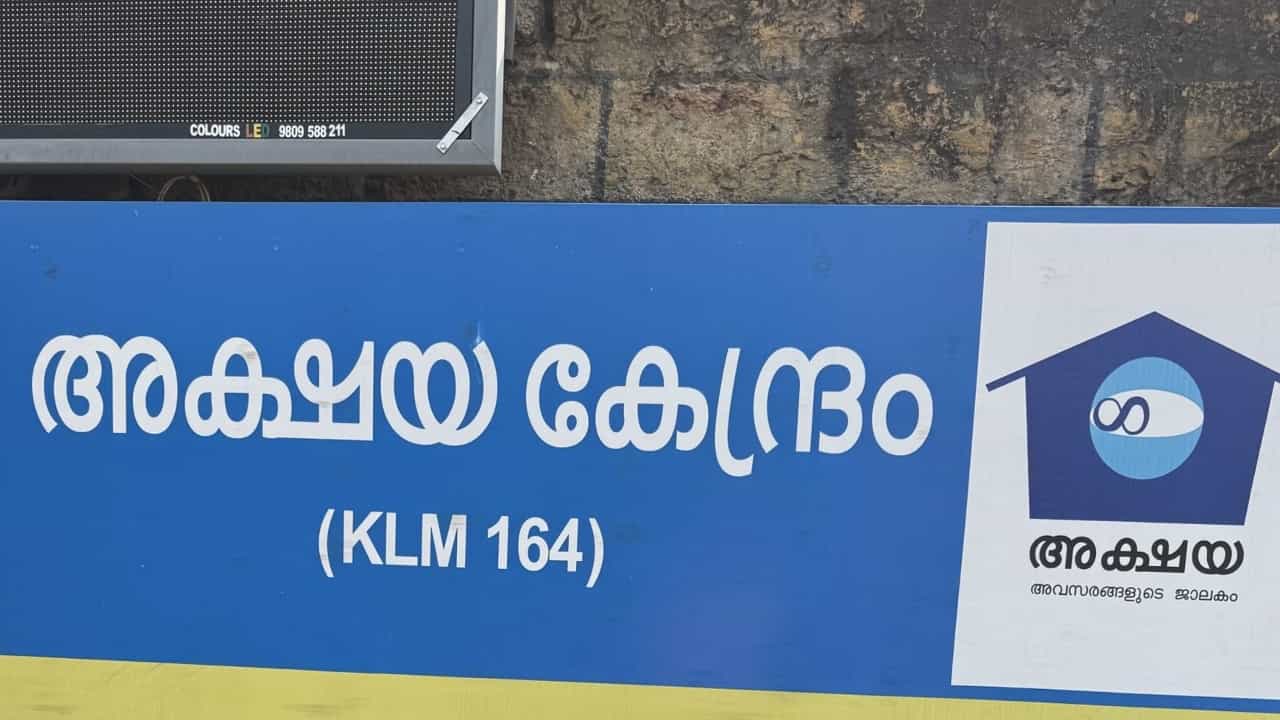 COLOURS LED 9809 588 211
അക്ഷയ കേന്ദ്രം
(KLM 164)
അക്ഷയ
അവസരങ്ങളുടെ ജാലകം